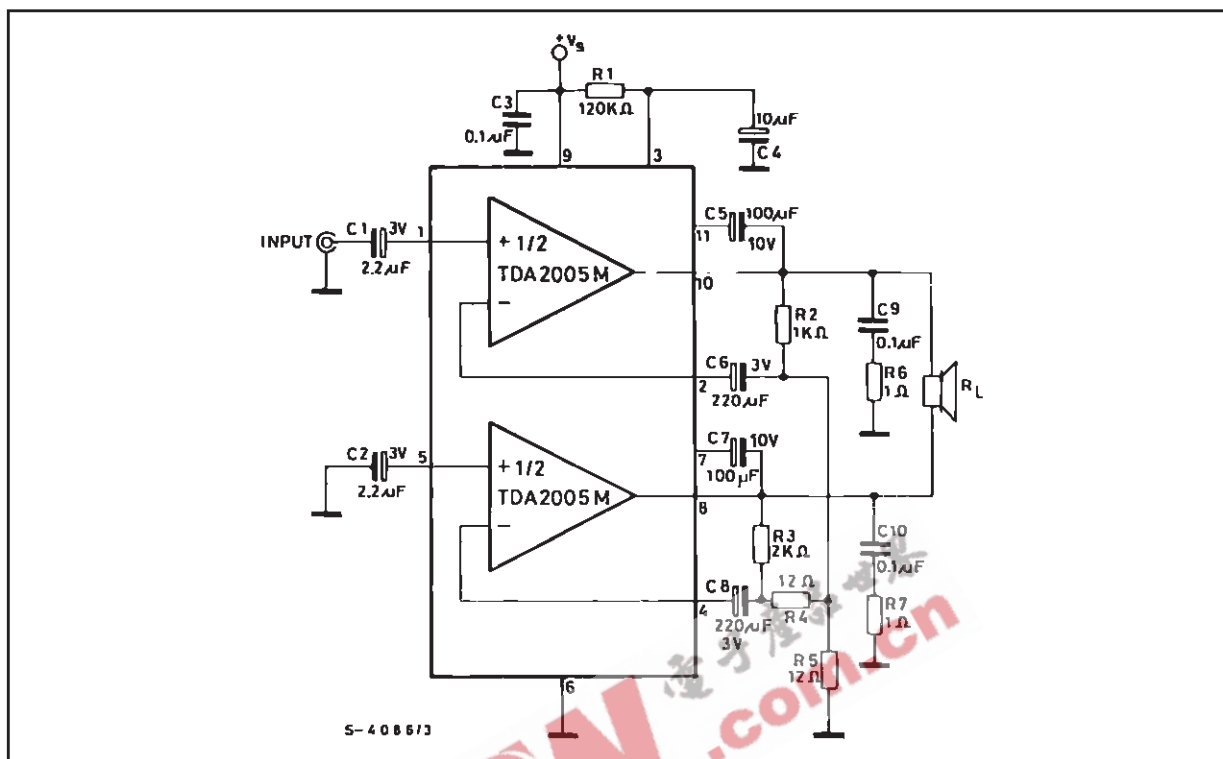 +Vs
R1
120KΩ
C3
0.1µF
9
3
10µF
C4
INPUT
C1
3V
2.2µF
1
+ 1/2
TDA2005M
−
C5
100µF
10V
11
10
R2
1KΩ
C9
0.1µF
R6
1Ω
RL
C6
3V
220µF
2
C7
10V
100µF
7
C2
3V
2.2µF
5
+ 1/2
TDA2005M
−
8
R3
2KΩ
C10
0.1µF
C8
220µF
3V
4
12Ω
R4
R7
1Ω
R5
12Ω
6
S-4086/3
.com.cn